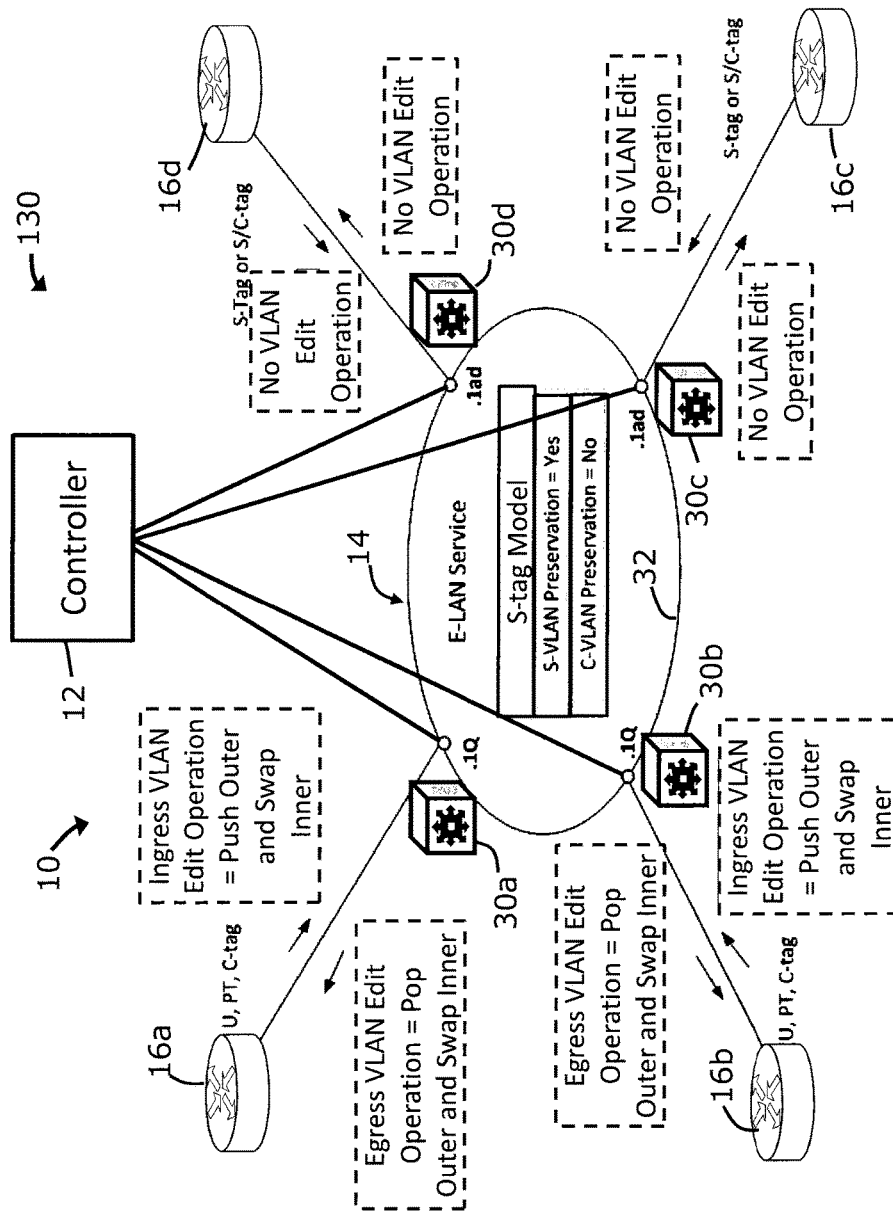 10
130
12
Controller
16a
U, PT, C-tag
Ingress VLAN
Edit Operation
= Push Outer
and Swap
Inner
Egress VLAN Edit
Operation = Pop
Outer and Swap Inner
30a
.1Q
14
E-LAN Service
S-tag Model
S-VLAN Preservation = Yes
C-VLAN Preservation = No
32
16d
S-Tag or S/C-tag
No VLAN
Edit
Operation
No VLAN Edit
Operation
30d
.1ad
16b
U, PT, C-tag
Egress VLAN Edit
Operation = Pop
Outer and Swap Inner
Ingress VLAN
Edit Operation
= Push Outer
and Swap
Inner
30b
.1Q
.1ad
30c
No VLAN Edit
Operation
No VLAN Edit
Operation
S-tag or S/C-tag
16c